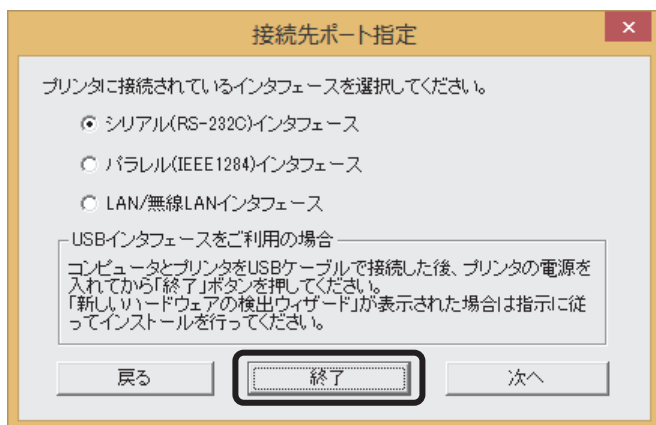 接続先ポート指定
プリンタに接続されているインタフェースを選択してください。
シリアル(RS-232C)インタフェース
パラレル(IEEE1284)インタフェース
LAN/無線LANインタフェース
USBインタフェースをご利用の場合
コンピュータとプリンタをUSBケーブルで接続した後、プリンタの電源を
入れてから「終了」ボタンを押してください。
「新しいハードウェアの検出ウィザード」が表示された場合は指示に従
ってインストールを行ってください。
戻る 終了 次へ